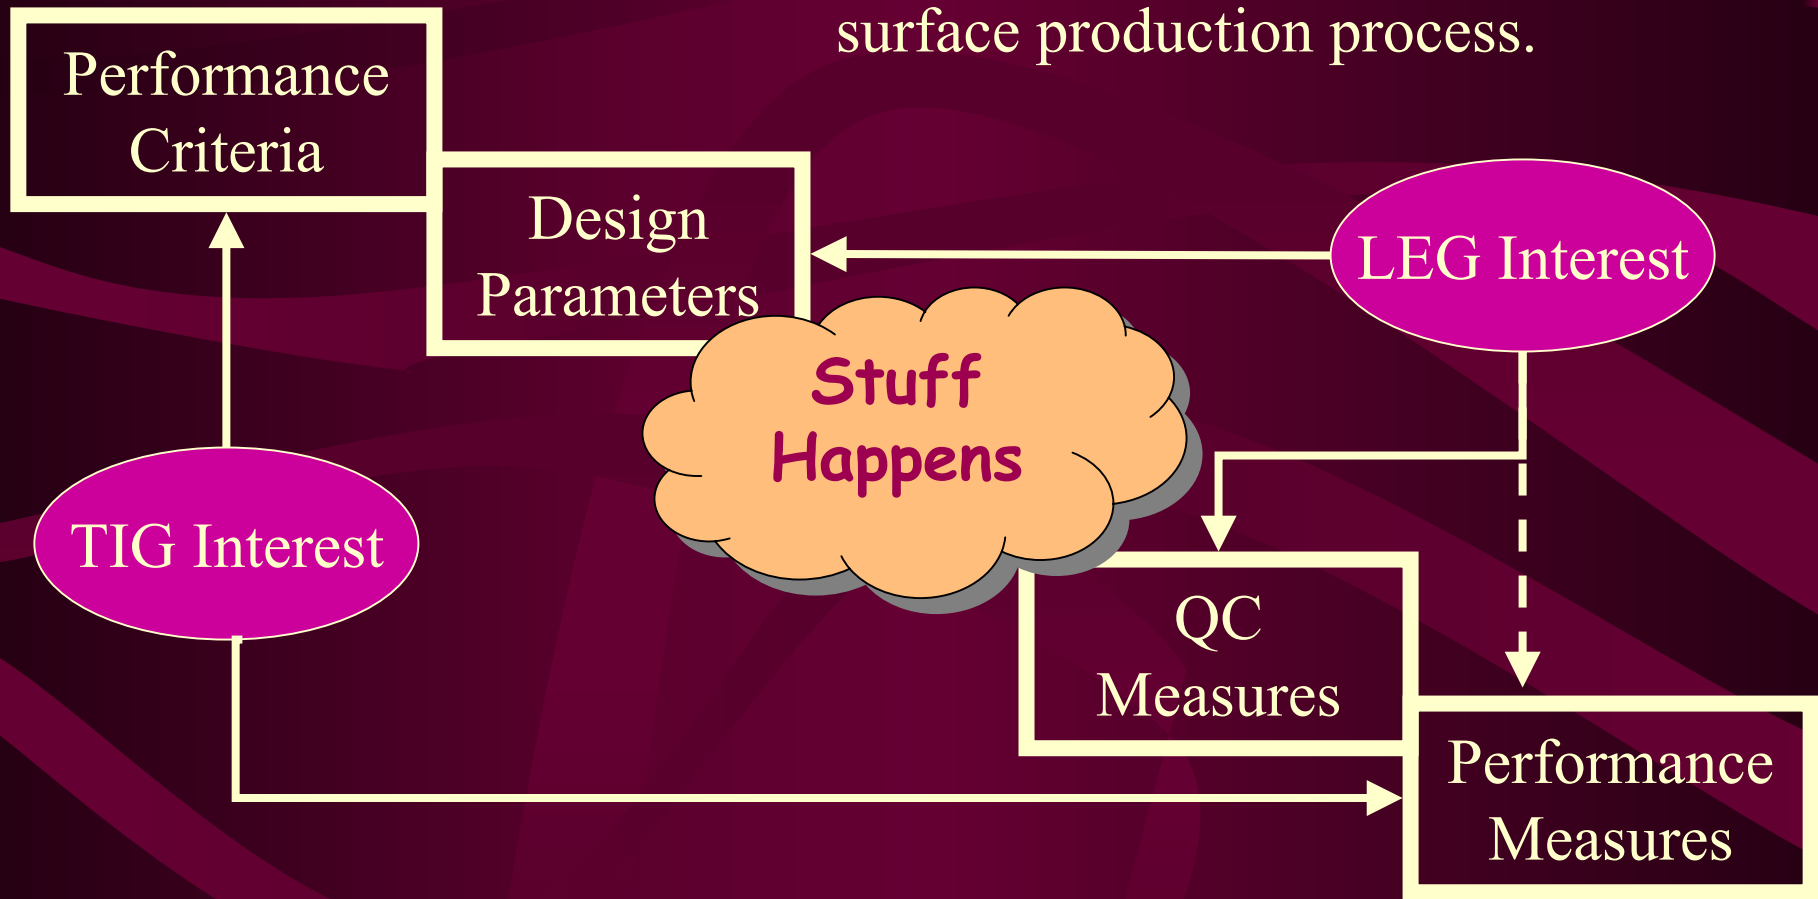 surface production process.
Performance
Criteria
Design
Parameters
LEG Interest
Stuff
Happens
TIG Interest
QC
Measures
Performance
Measures